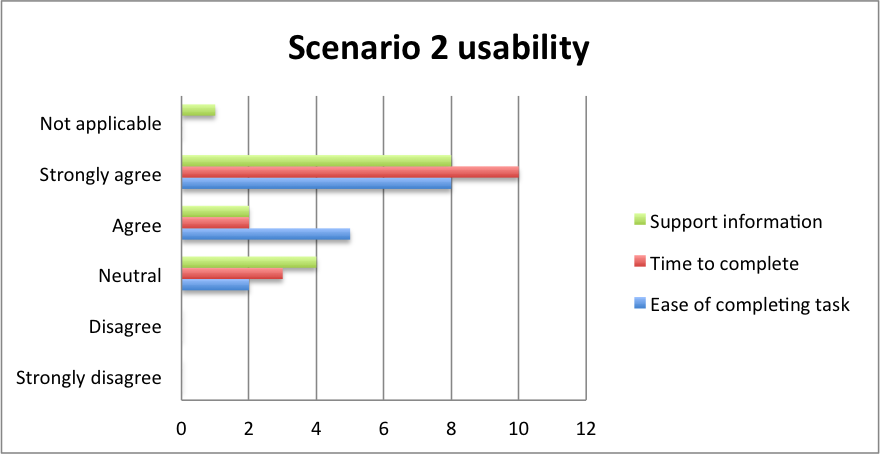 Scenario 2 usability
Not applicable
Strongly agree
Agree
Neutral
Disagree
Strongly disagree
0 2 4 6 8 10 12
Support information
Time to complete
Ease of completing task